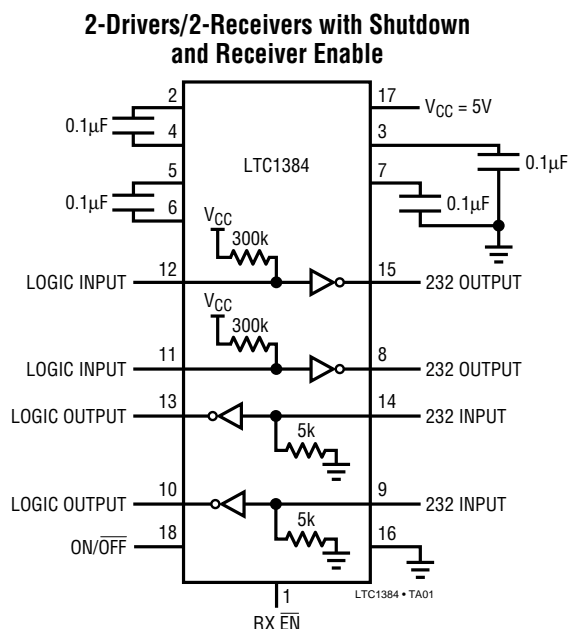 2-Drivers/2-Receivers with Shutdown
and Receiver Enable
2
17
VCC = 5V
0.1µF
4
3
LTC1384
0.1µF
5
7
0.1µF
6
0.1µF
VCC
300k
LOGIC INPUT
12
15
232 OUTPUT
VCC
300k
LOGIC INPUT
11
8
232 OUTPUT
LOGIC OUTPUT
13
14
232 INPUT
5k
LOGIC OUTPUT
10
9
232 INPUT
5k
ON/OFF
18
16
LTC1384 • TA01
1
RX EN